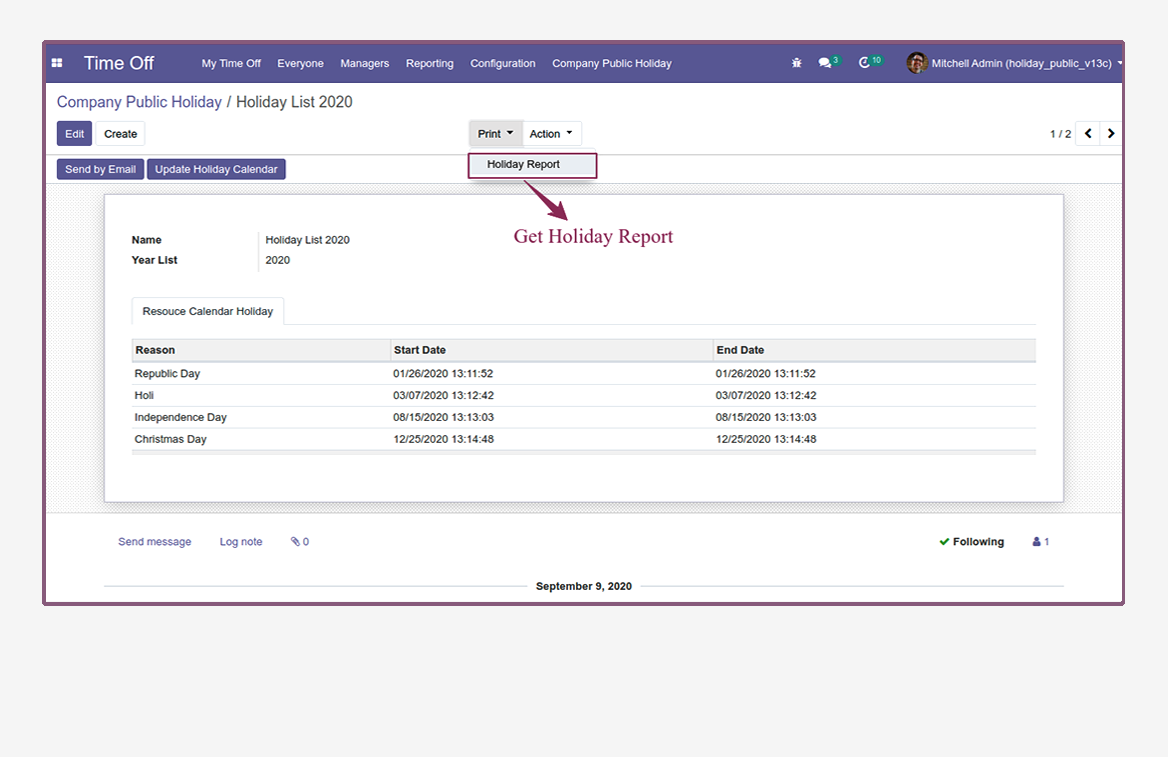 Time Off My Time Off Everyone Managers Reporting Configuration Company Public Holiday 3 10 Mitchell Admin (holiday_public_v13c)
Company Public Holiday / Holiday List 2020
Edit Create Print Action 1 / 2
Send by Email Update Holiday Calendar Holiday Report
Get Holiday Report
Name Holiday List 2020
Year List 2020
Resouce Calendar Holiday
Reason Start Date End Date
Republic Day 01/26/2020 13:11:52 01/26/2020 13:11:52
Holi 03/07/2020 13:12:42 03/07/2020 13:12:42
Independence Day 08/15/2020 13:13:03 08/15/2020 13:13:03
Christmas Day 12/25/2020 13:14:48 12/25/2020 13:14:48
Send message Log note 0 Following 1
September 9, 2020